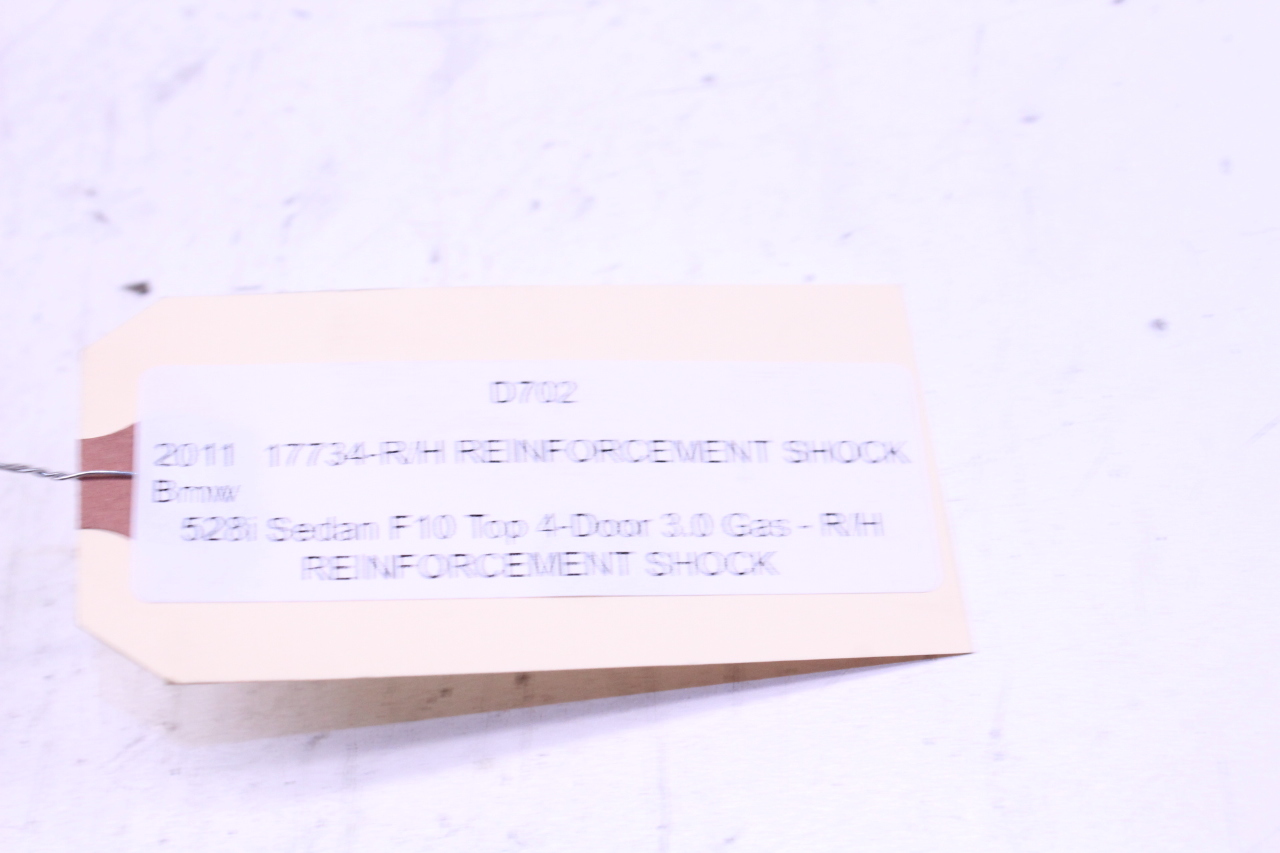 D702
2011 17734-R/H REINFORCEMENT SHOCK
Bmw
528i Sedan F10 Top 4-Door 3.0 Gas - R/H
REINFORCEMENT SHOCK